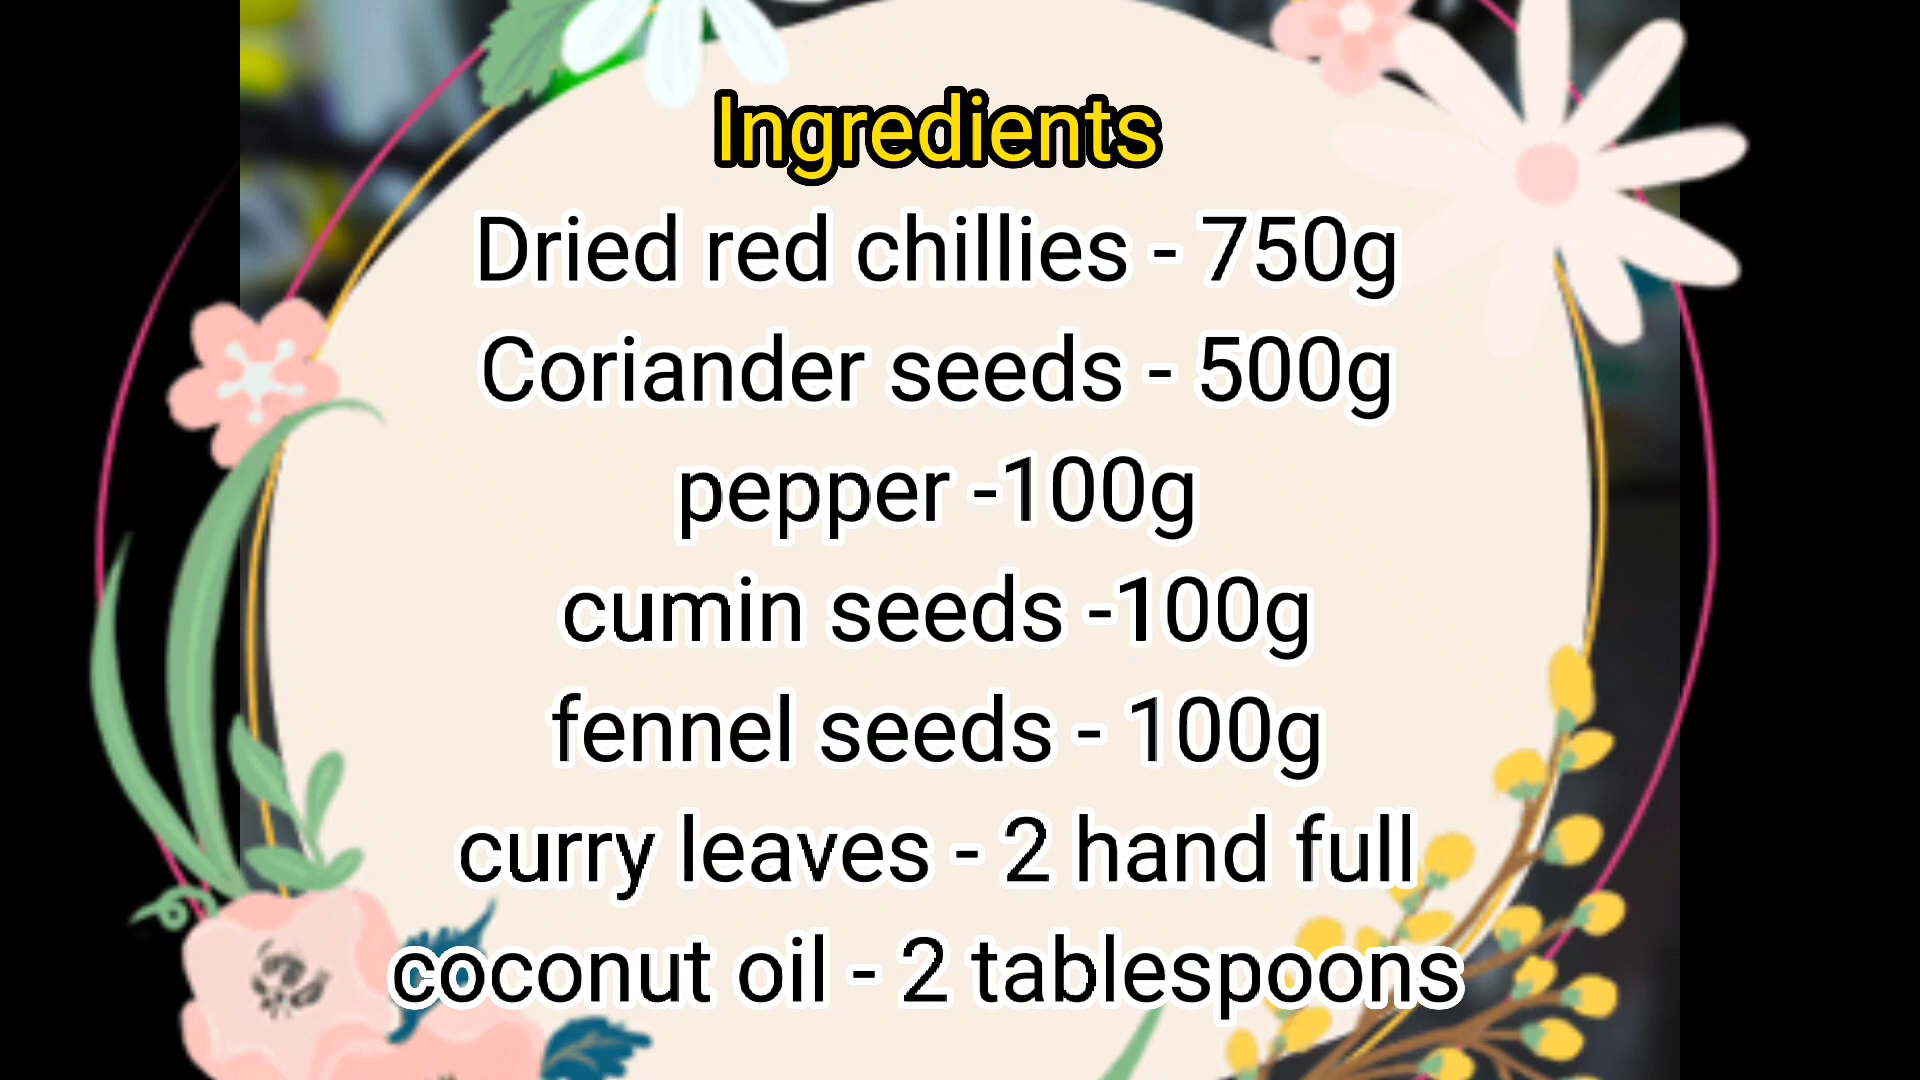 Ingredients
Dried red chillies - 750g
Coriander seeds - 500g
pepper -100g
cumin seeds -100g
fennel seeds - 100g
curry leaves - 2 hand full
coconut oil - 2 tablespoons